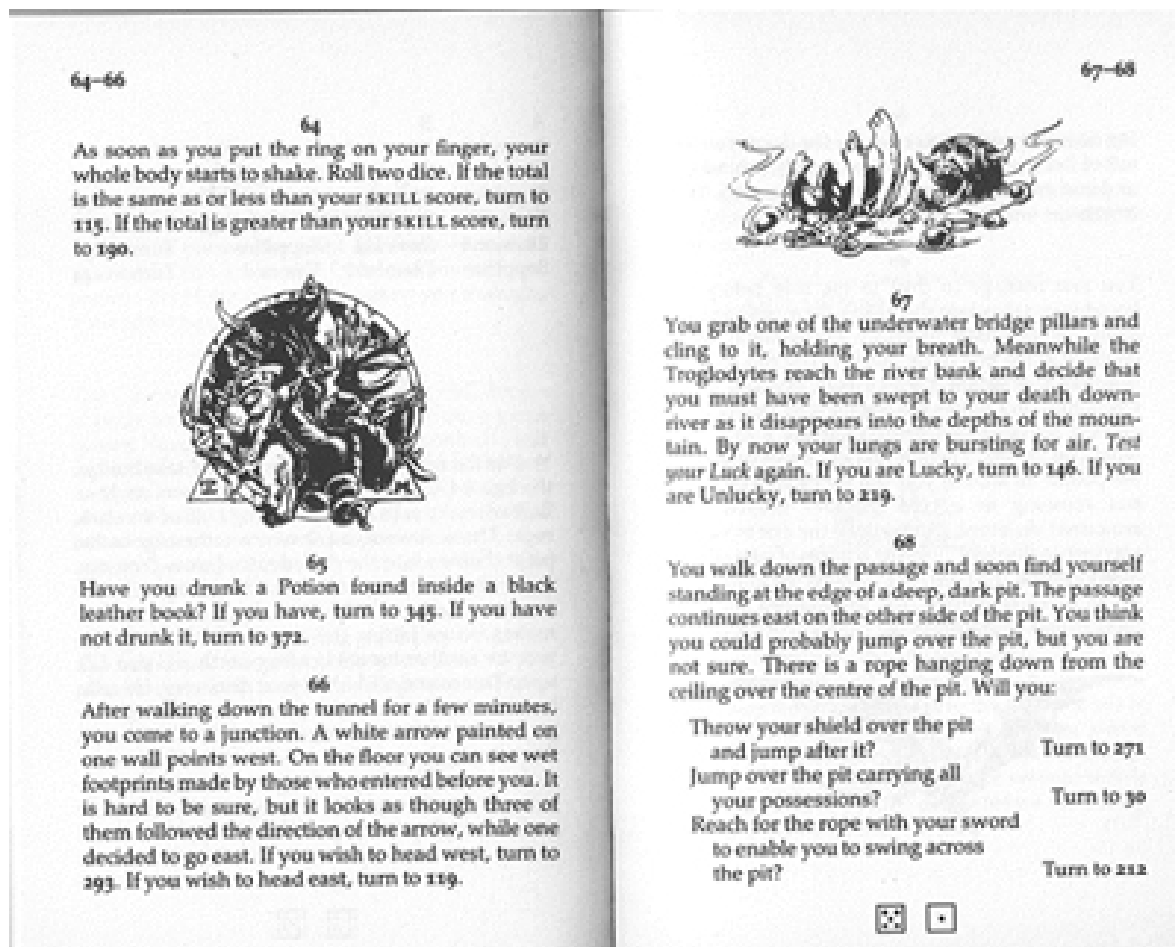 64–66
64
As soon as you put the ring on your finger, your
whole body starts to shake. Roll two dice. If the total
is the same as or less than your SKILL score, turn to
115. If the total is greater than your SKILL score, turn
to 190.
65
Have you drunk a Potion found inside a black
leather book? If you have, turn to 345. If you have
not drunk it, turn to 372.
66
After walking down the tunnel for a few minutes,
you come to a junction. A white arrow painted on
one wall points west. On the floor you can see wet
footprints made by those who entered before you. It
is hard to be sure, but it looks as though three of
them followed the direction of the arrow, while one
decided to go east. If you wish to head west, turn to
293. If you wish to head east, turn to 119.
67–68
67
You grab one of the underwater bridge pillars and
cling to it, holding your breath. Meanwhile the
Troglodytes reach the river bank and decide that
you must have been swept to your death down-
river as it disappears into the depths of the moun-
tain. By now your lungs are bursting for air. Test
your Luck again. If you are Lucky, turn to 146. If you
are Unlucky, turn to 219.
68
You walk down the passage and soon find yourself
standing at the edge of a deep, dark pit. The passage
continues east on the other side of the pit. You think
you could probably jump over the pit, but you are
not sure. There is a rope hanging down from the
ceiling over the centre of the pit. Will you:
Throw your shield over the pit
and jump after it? Turn to 271
Jump over the pit carrying all
your possessions? Turn to 30
Reach for the rope with your sword
to enable you to swing across
the pit? Turn to 212